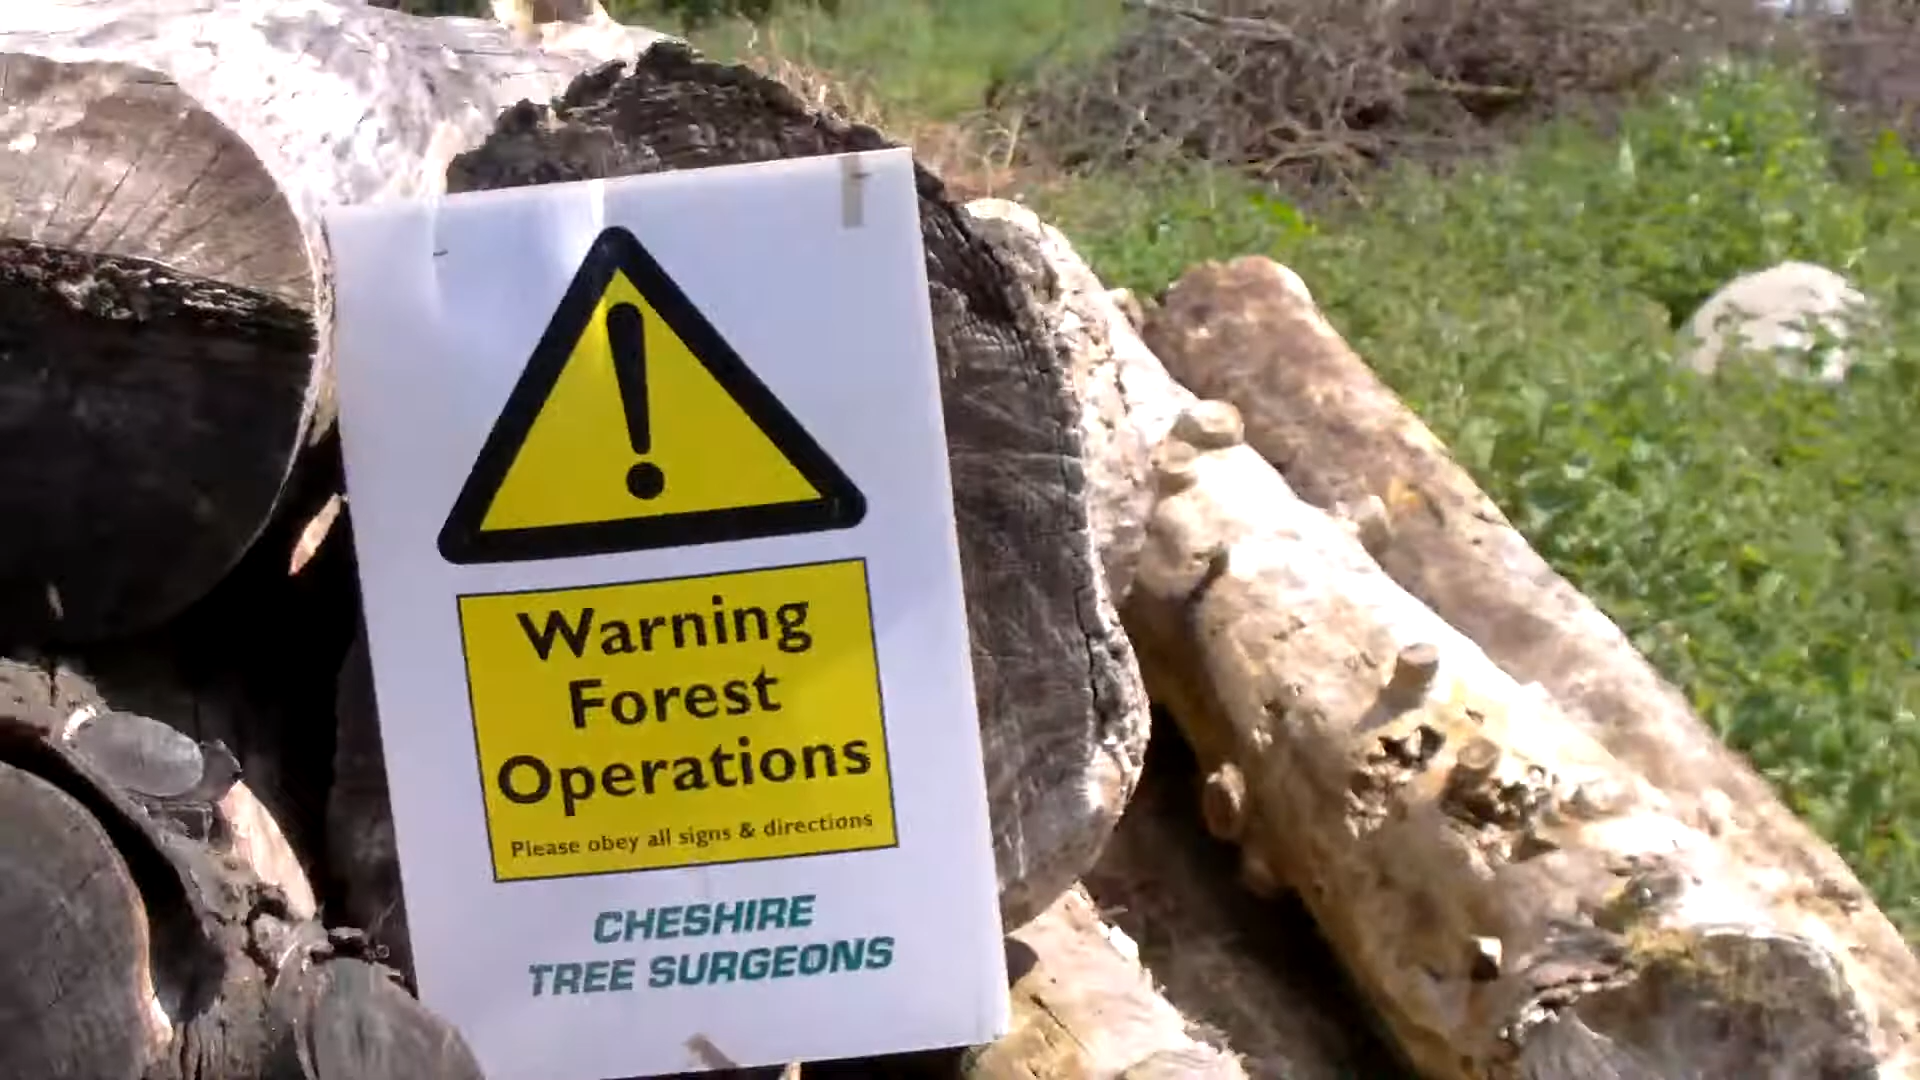 Warning
Forest
Operations
Please obey all signs & directions
CHESHIRE
TREE SURGEONS